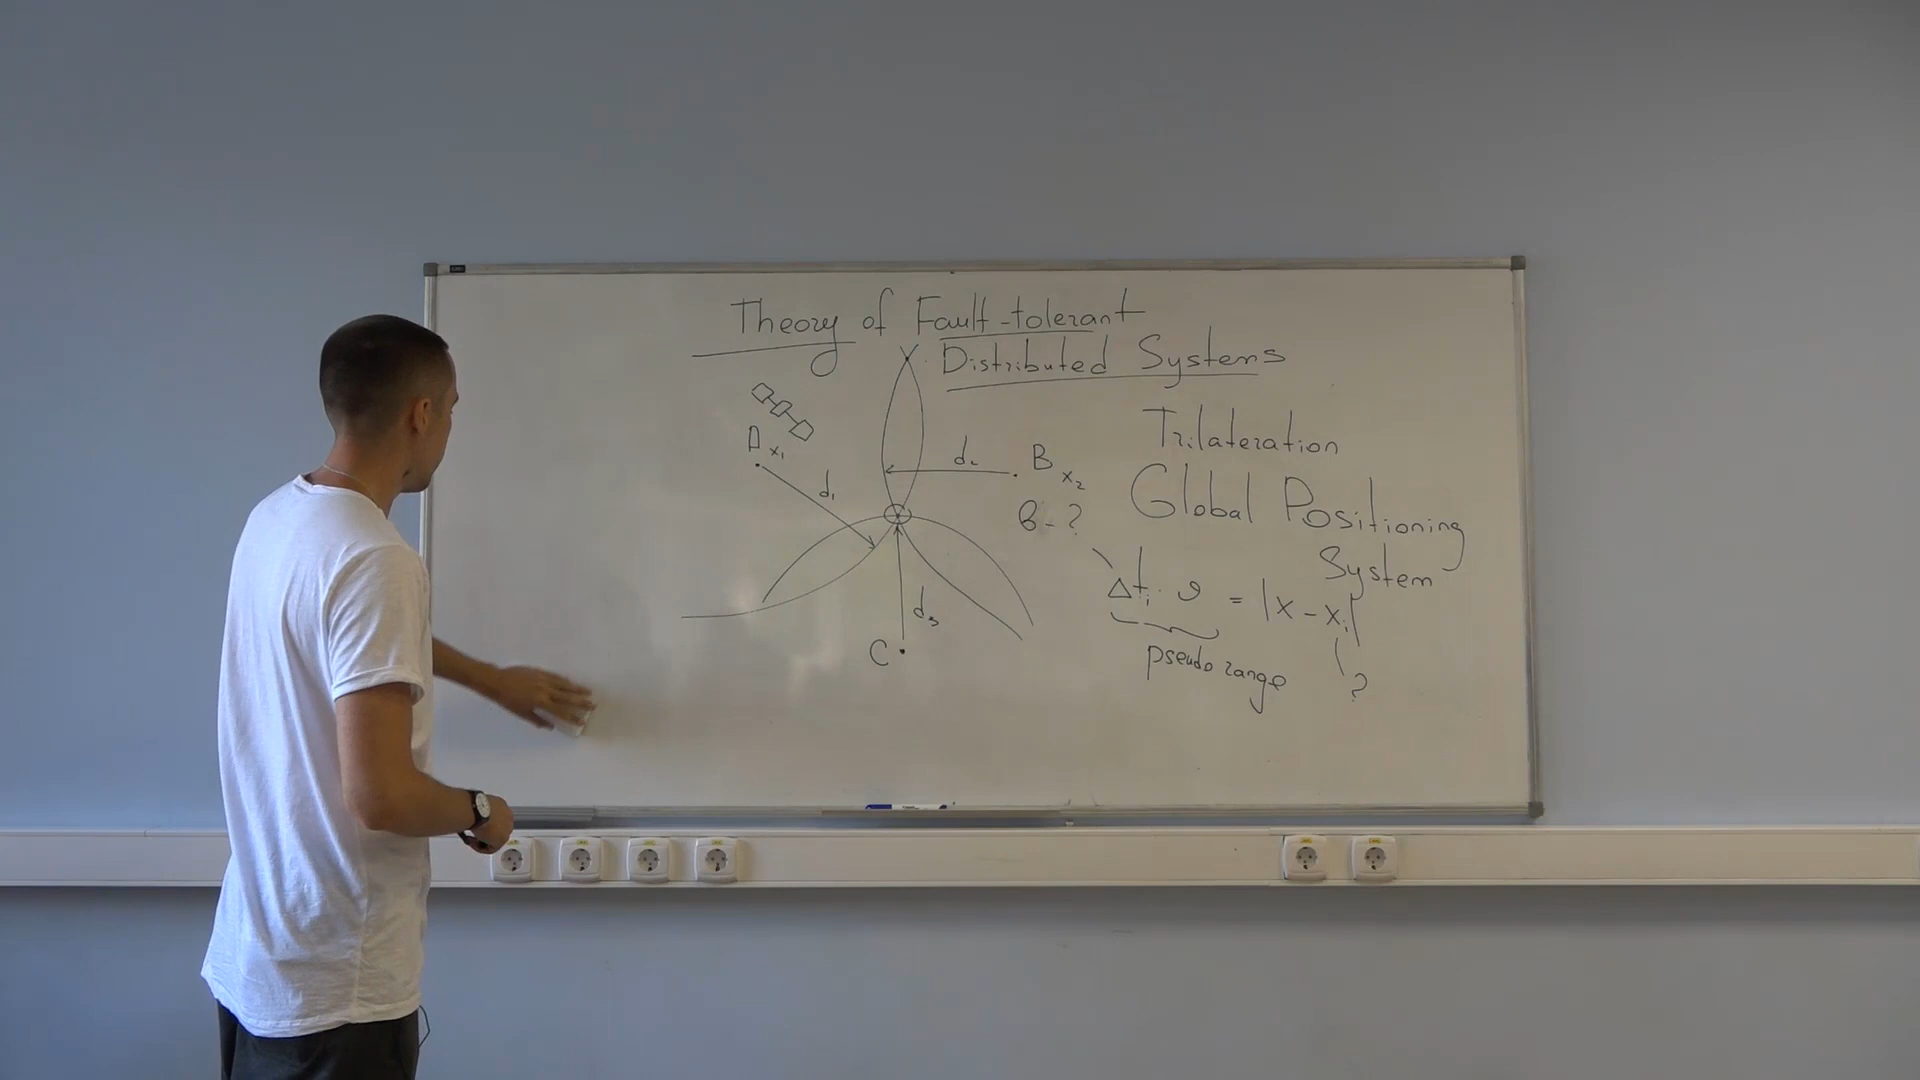 Theory of Fault-tolerant
Distributed Systems
Trilateration
Global Positioning
System
A x₁
d₁
d₂
B x₂
б - ?
Δtᵢ · v = |x - xᵢ|
pseudo range
?
d₃
C